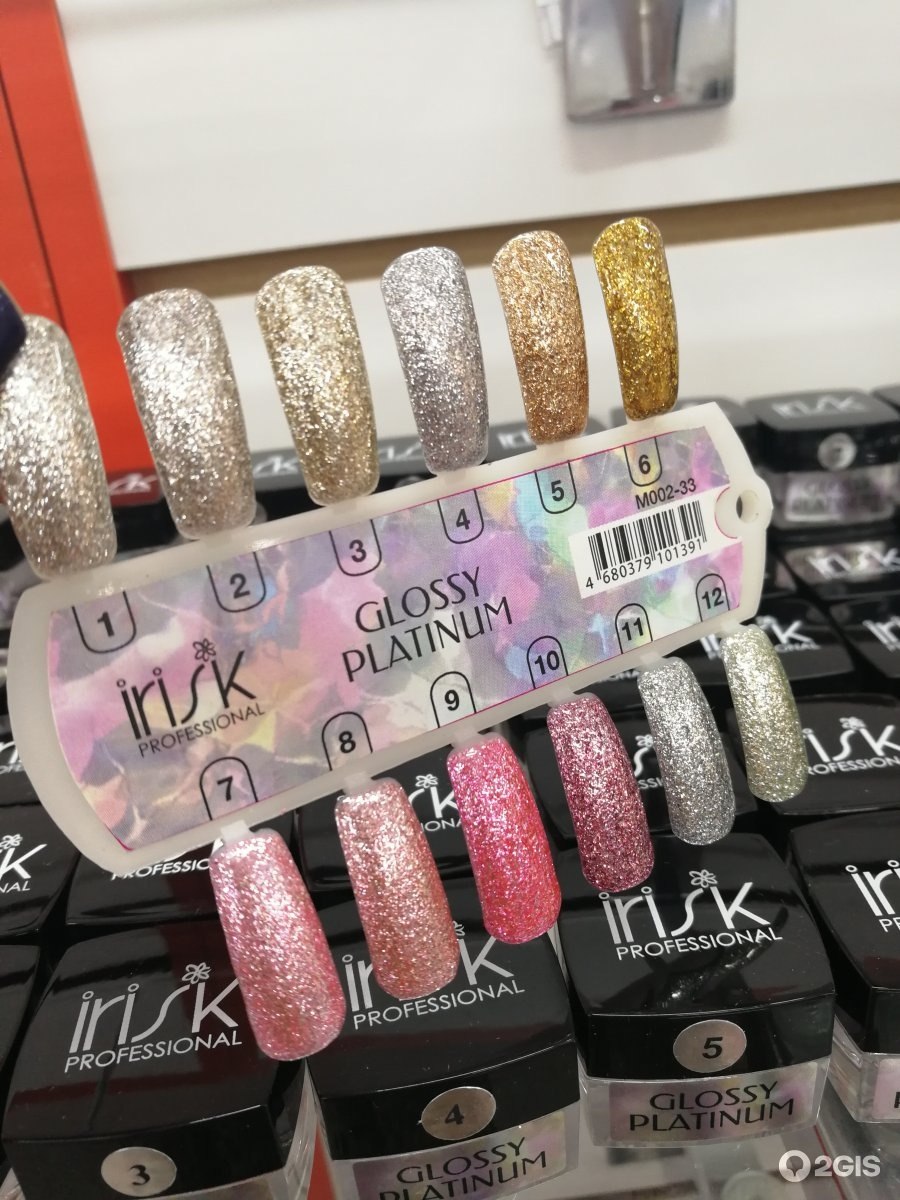 1
2
3
4
5
6
M002-33
4 680379 101391
GLOSSY
PLATINUM
irisk
PROFESSIONAL
7
8
9
10
11
12
irisk
PROFESSIONAL
3
PROFESSIONAL
4
GLOSSY
PLATINUM
irisk
PROFESSIONAL
5
GLOSSY
PLATINUM
2GIS